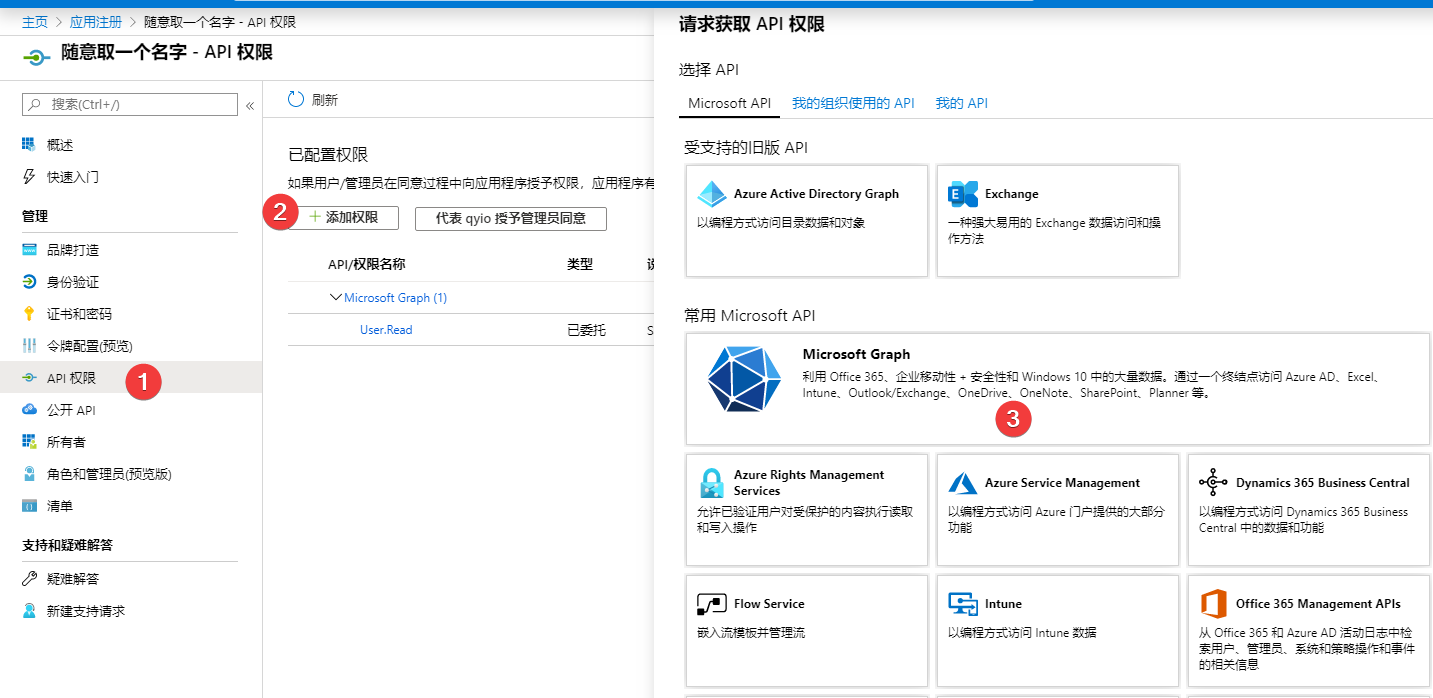 主页 > 应用注册 > 随意取一个名字 - API 权限
随意取一个名字 - API 权限
搜索(Ctrl+/)
«
概述
快速入门
管理
品牌打造
身份验证
证书和密码
令牌配置(预览)
API 权限
1
公开 API
所有者
角色和管理员(预览版)
清单
支持和疑难解答
疑难解答
新建支持请求
刷新
已配置权限
如果用户/管理员在同意过程中向应用程序授予权限，应用程序有
2
+ 添加权限
代表 qyio 授予管理员同意
API/权限名称 类型
Microsoft Graph (1)
User.Read 已委托 S
请求获取 API 权限
选择 API
Microsoft API 我的组织使用的 API 我的 API
受支持的旧版 API
Azure Active Directory Graph
以编程方式访问目录数据和对象
Exchange
一种强大易用的 Exchange 数据访问和操
作方法
常用 Microsoft API
Microsoft Graph
利用 Office 365、企业移动性 + 安全性和 Windows 10 中的大量数据。通过一个终结点访问 Azure AD、Excel、
Intune、Outlook/Exchange、OneDrive、OneNote、SharePoint、Planner 等。
3
Azure Rights Management
Services
允许已验证用户对受保护的内容执行读取
和写入操作
Azure Service Management
以编程方式访问 Azure 门户提供的大部分
功能
Dynamics 365 Business Central
以编程方式访问 Dynamics 365 Business
Central 中的数据和功能
Flow Service
嵌入流模板并管理流
Intune
以编程方式访问 Intune 数据
Office 365 Management APIs
从 Office 365 和 Azure AD 活动日志中检
索用户、管理员、系统和策略操作和事件
的相关信息